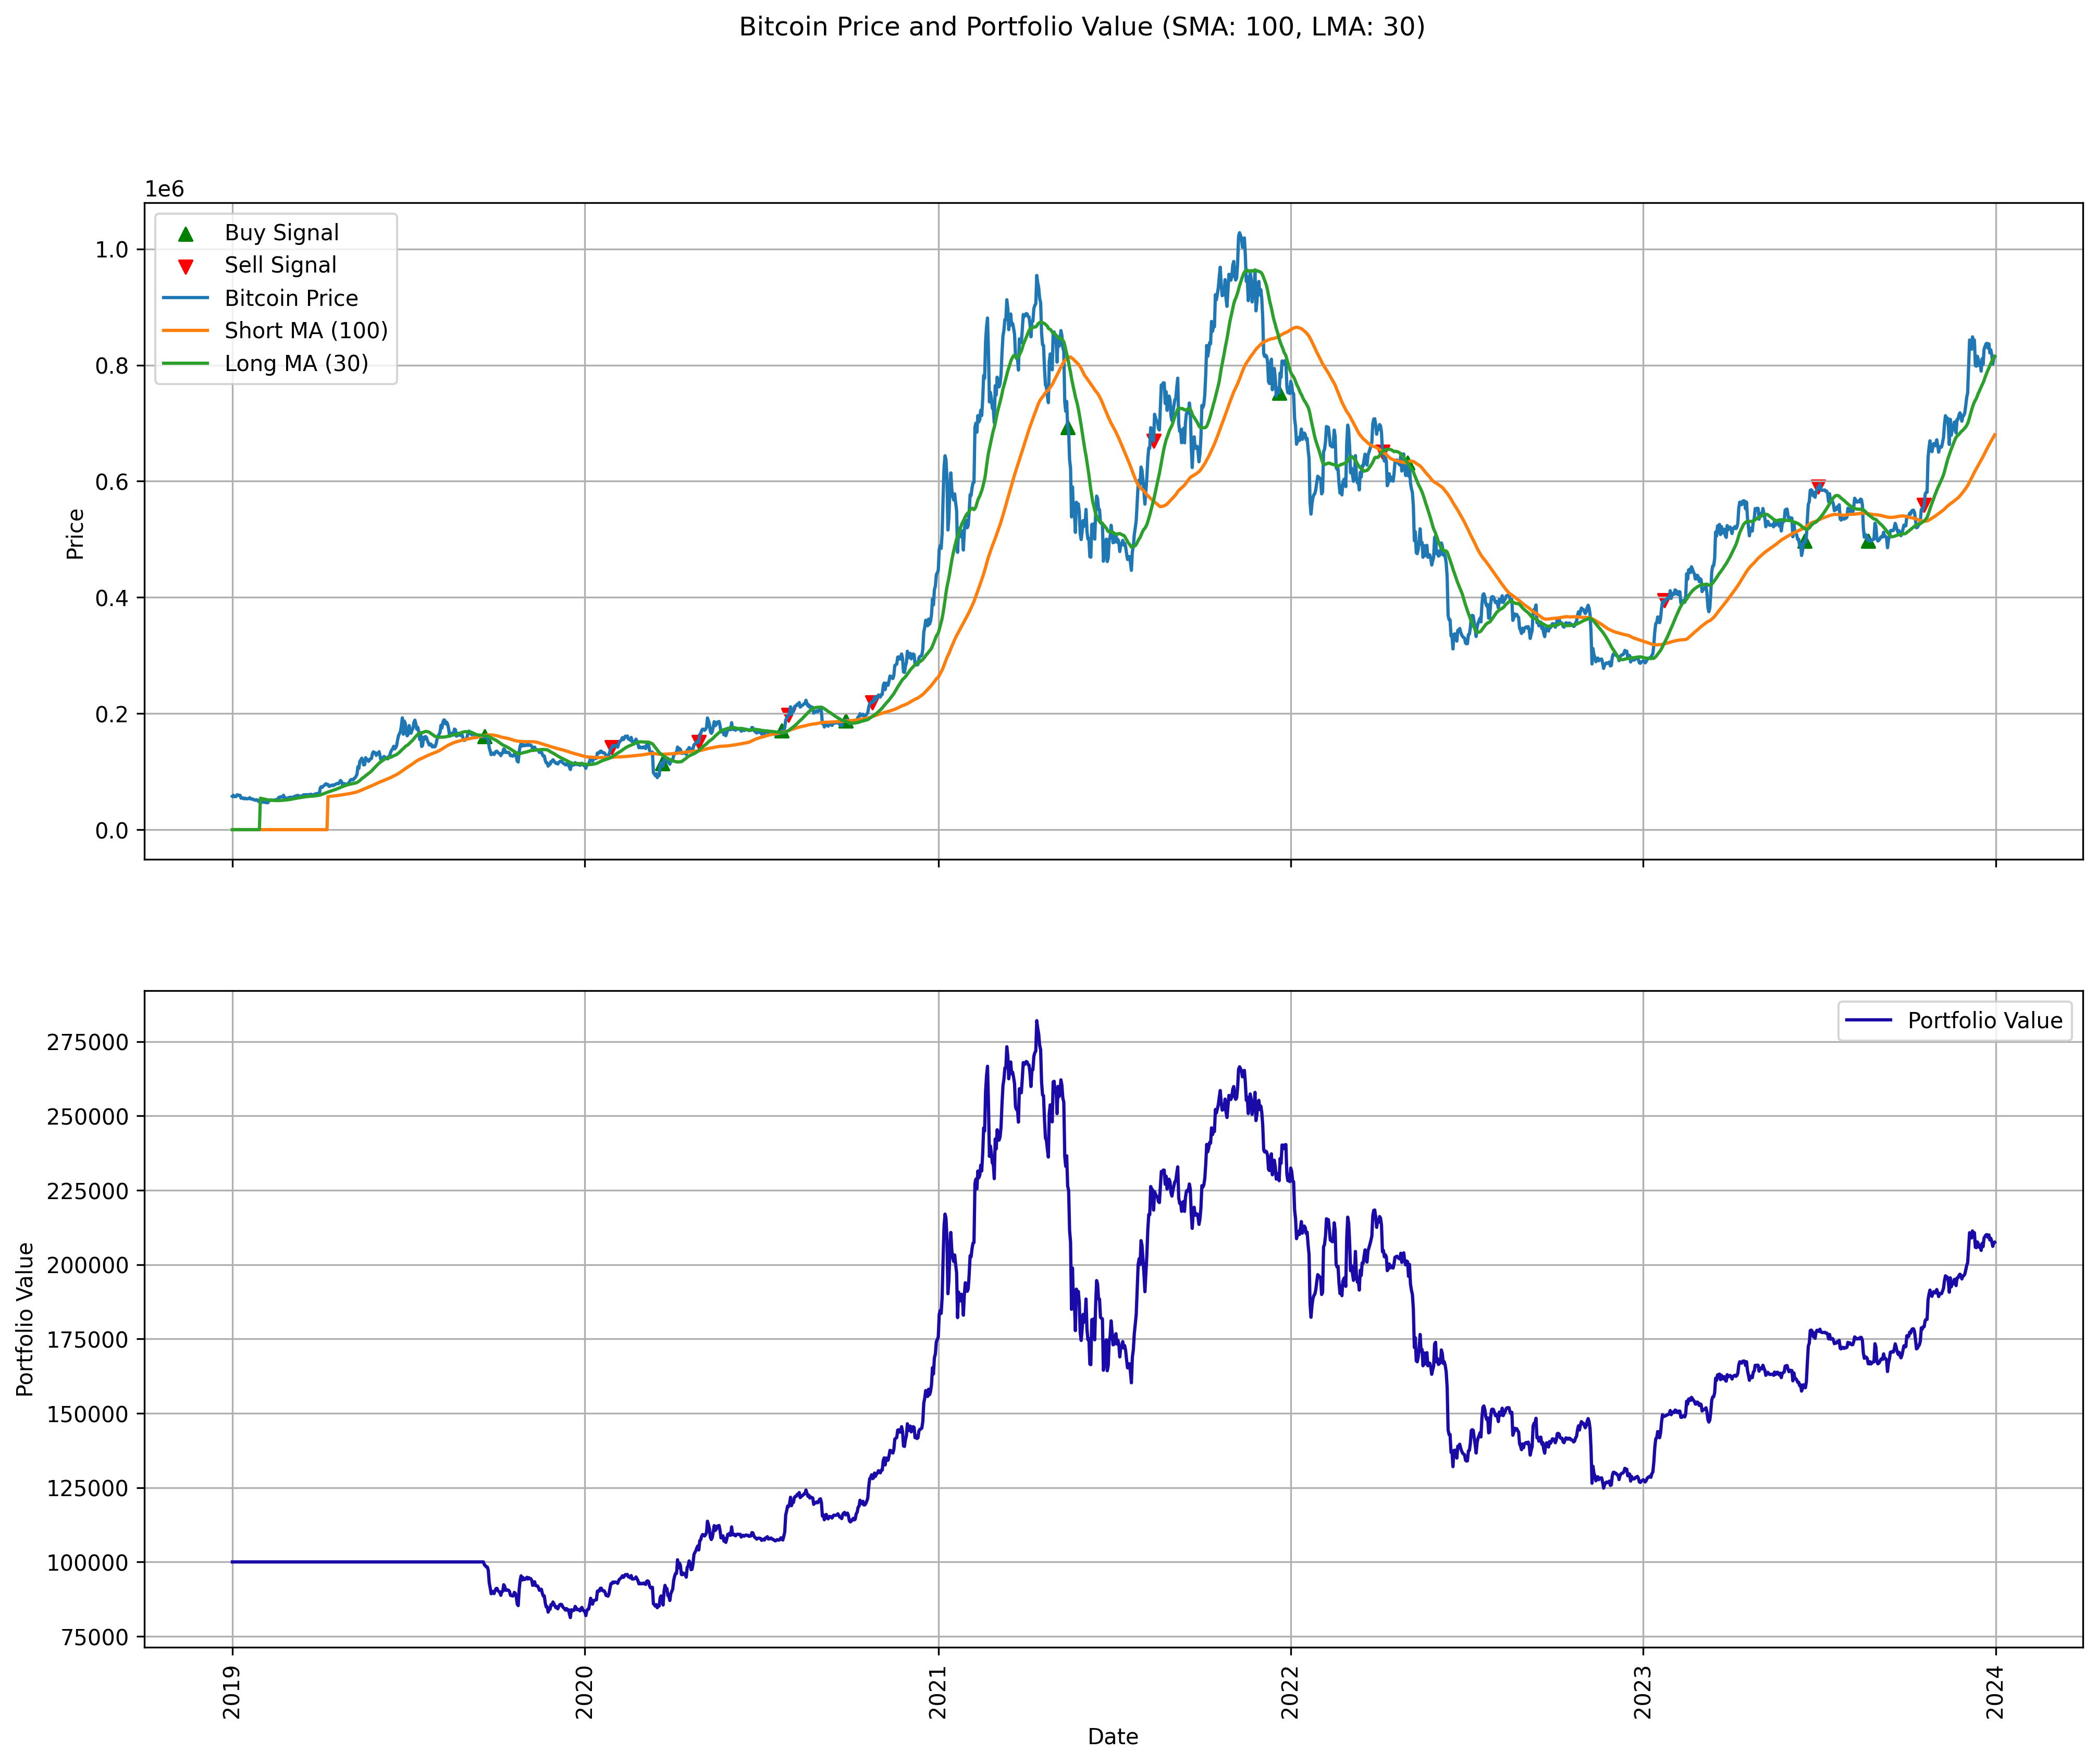 Bitcoin Price and Portfolio Value (SMA: 100, LMA: 30)
1e6
Buy Signal
Sell Signal
Bitcoin Price
Short MA (100)
Long MA (30)
1.0
0.8
0.6
0.4
0.2
0.0
Price
Portfolio Value
275000
250000
225000
200000
175000
150000
125000
100000
75000
Portfolio Value
2019
2020
2021
2022
2023
2024
Date